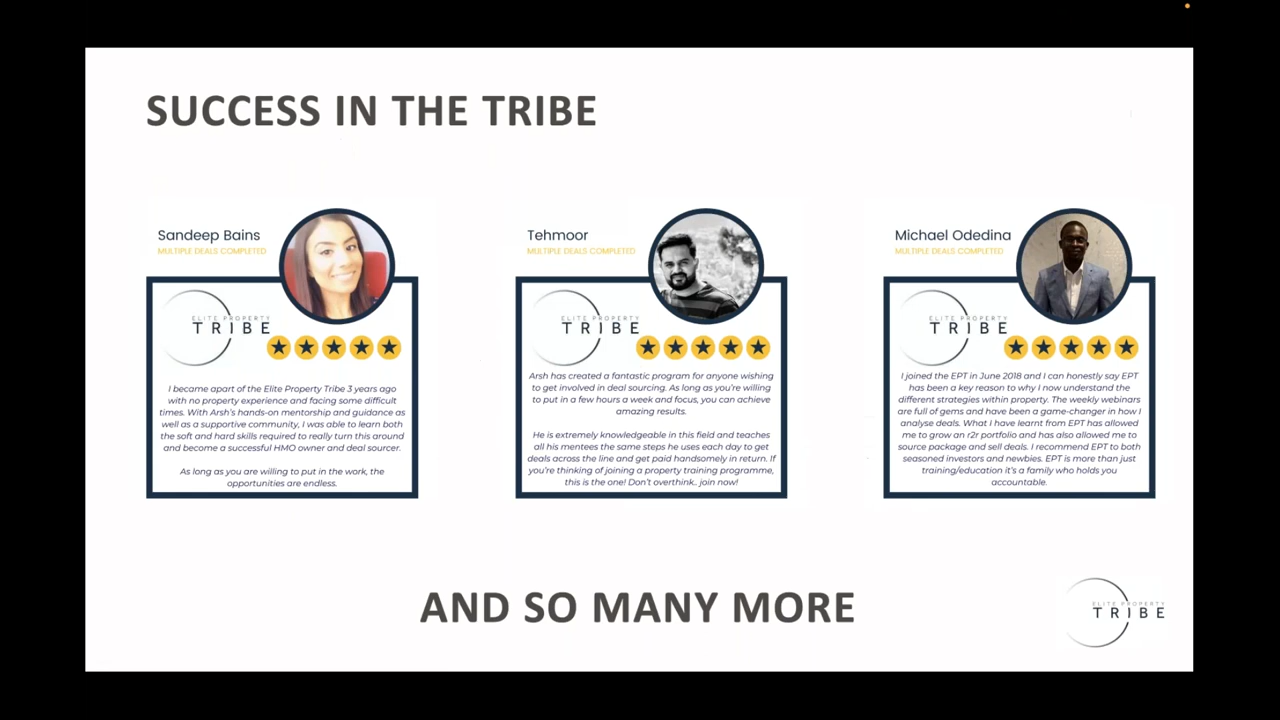 SUCCESS IN THE TRIBE
Sandeep Bains
MULTIPLE DEALS COMPLETED
ELITE PROPERTY
TRIBE
I became apart of the Elite Property Tribe 3 years ago
with no property experience and facing some difficult
times. With Arsh's hands-on mentorship and guidance as
well as a supportive community, I was able to learn both
the soft and hard skills required to really turn this around
and become a successful HMO owner and deal sourcer.
As long as you are willing to put in the work, the
opportunities are endless.
Tehmoor
MULTIPLE DEALS COMPLETED
ELITE PROPERTY
TRIBE
Arsh has created a fantastic program for anyone wishing
to get involved in deal sourcing. As long as you're willing
to put in a few hours a week and focus, you can achieve
amazing results.
He is extremely knowledgeable in this field and teaches
all his mentees the same steps he uses each day to get
deals across the line and get paid handsomely in return. If
you're thinking of joining a property training programme,
this is the one! Don't overthink.. join now!
Michael Odedina
MULTIPLE DEALS COMPLETED
ELITE PROPERTY
TRIBE
I joined the EPT in June 2018 and I can honestly say EPT
has been a key reason to why I now understand the
different strategies within property. The weekly webinars
are full of gems and have been a game-changer in how I
analyse deals. What I have learnt from EPT has allowed
me to grow an r2r portfolio and has also allowed me to
source package and sell deals. I recommend EPT to both
seasoned investors and newbies. EPT is more than just
training/education it's a family who holds you
accountable.
AND SO MANY MORE
ELITE PROPERTY
TRIBE